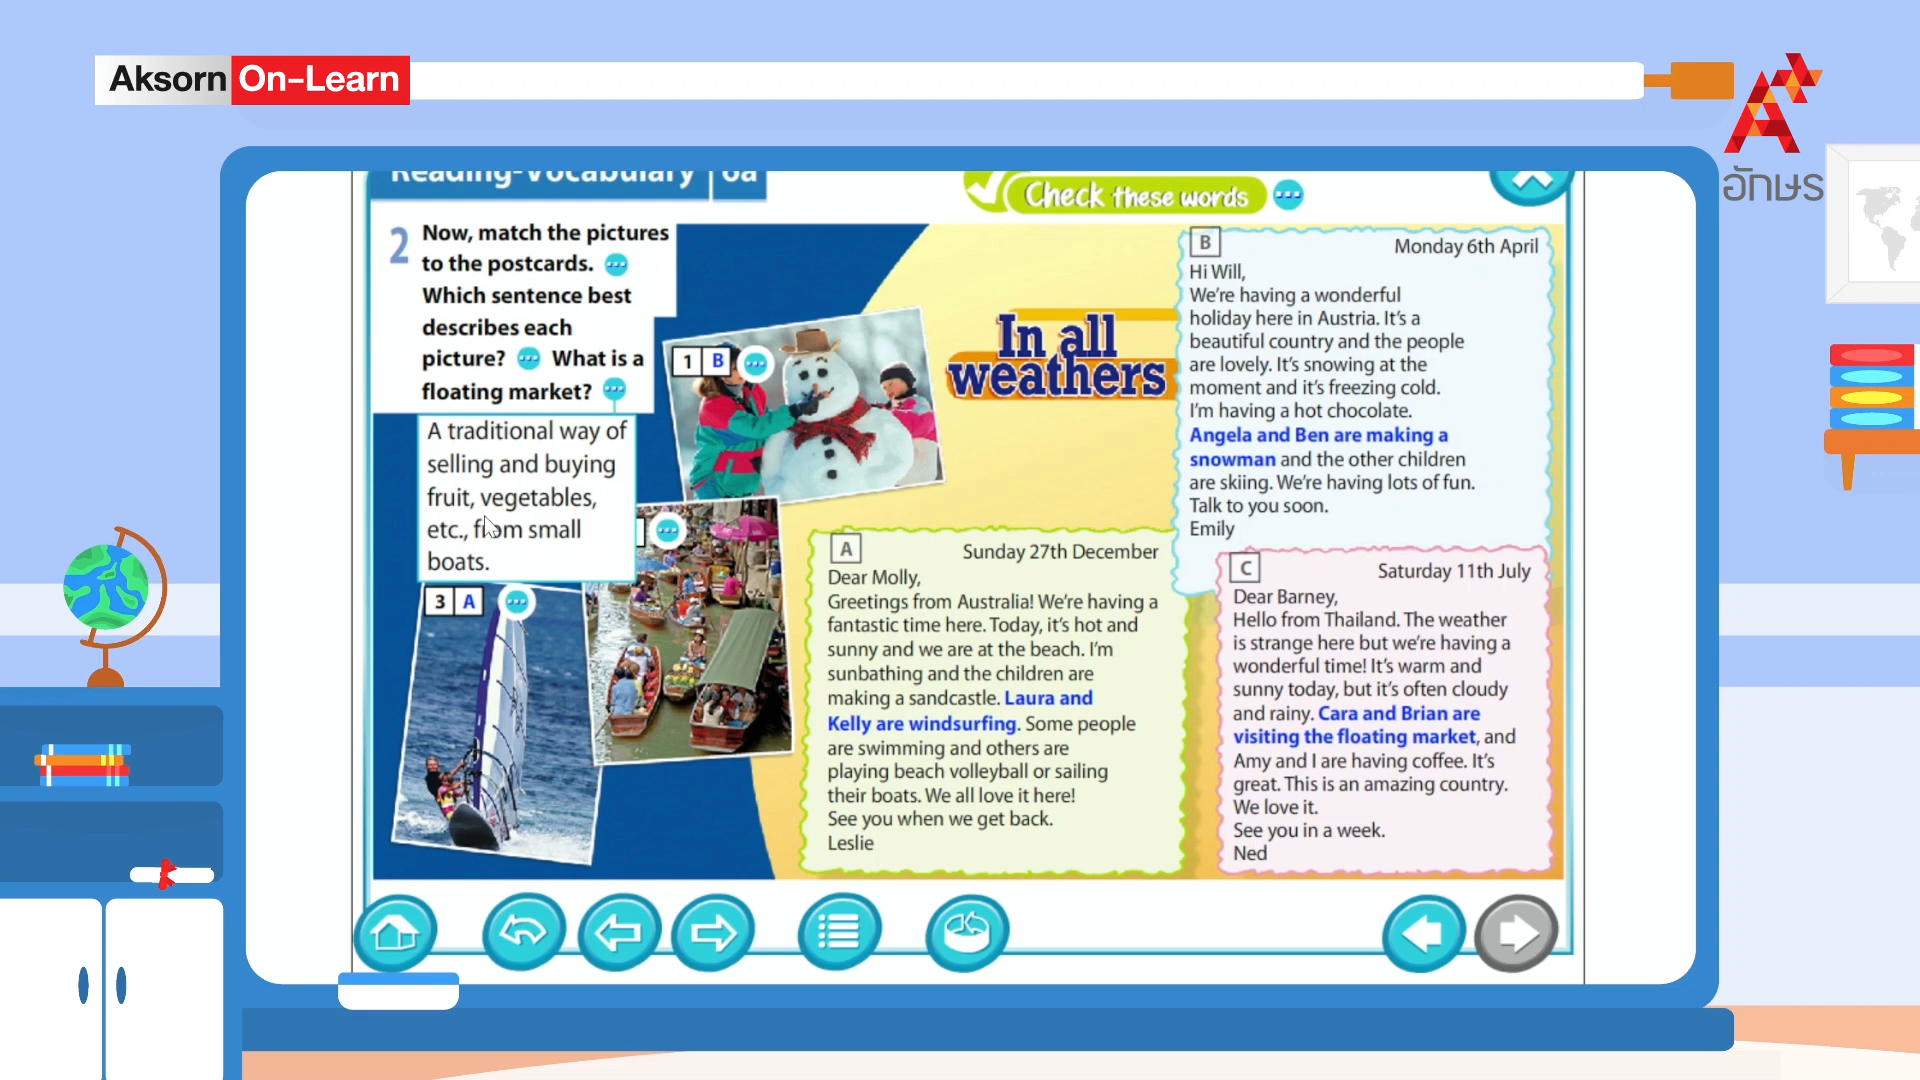 Aksorn On-Learn
อักษร
Reading-Vocabulary 6a
Check these words
2 Now, match the pictures
to the postcards.
Which sentence best
describes each
picture? What is a
floating market?
A traditional way of
selling and buying
fruit, vegetables,
etc., from small
boats.
1 B
3 A
In all
weathers
B Monday 6th April
Hi Will,
We're having a wonderful
holiday here in Austria. It's a
beautiful country and the people
are lovely. It's snowing at the
moment and it's freezing cold.
I'm having a hot chocolate.
Angela and Ben are making a
snowman and the other children
are skiing. We're having lots of fun.
Talk to you soon.
Emily
A Sunday 27th December
Dear Molly,
Greetings from Australia! We're having a
fantastic time here. Today, it's hot and
sunny and we are at the beach. I'm
sunbathing and the children are
making a sandcastle. Laura and
Kelly are windsurfing. Some people
are swimming and others are
playing beach volleyball or sailing
their boats. We all love it here!
See you when we get back.
Leslie
C Saturday 11th July
Dear Barney,
Hello from Thailand. The weather
is strange here but we're having a
wonderful time! It's warm and
sunny today, but it's often cloudy
and rainy. Cara and Brian are
visiting the floating market, and
Amy and I are having coffee. It's
great. This is an amazing country.
We love it.
See you in a week.
Ned